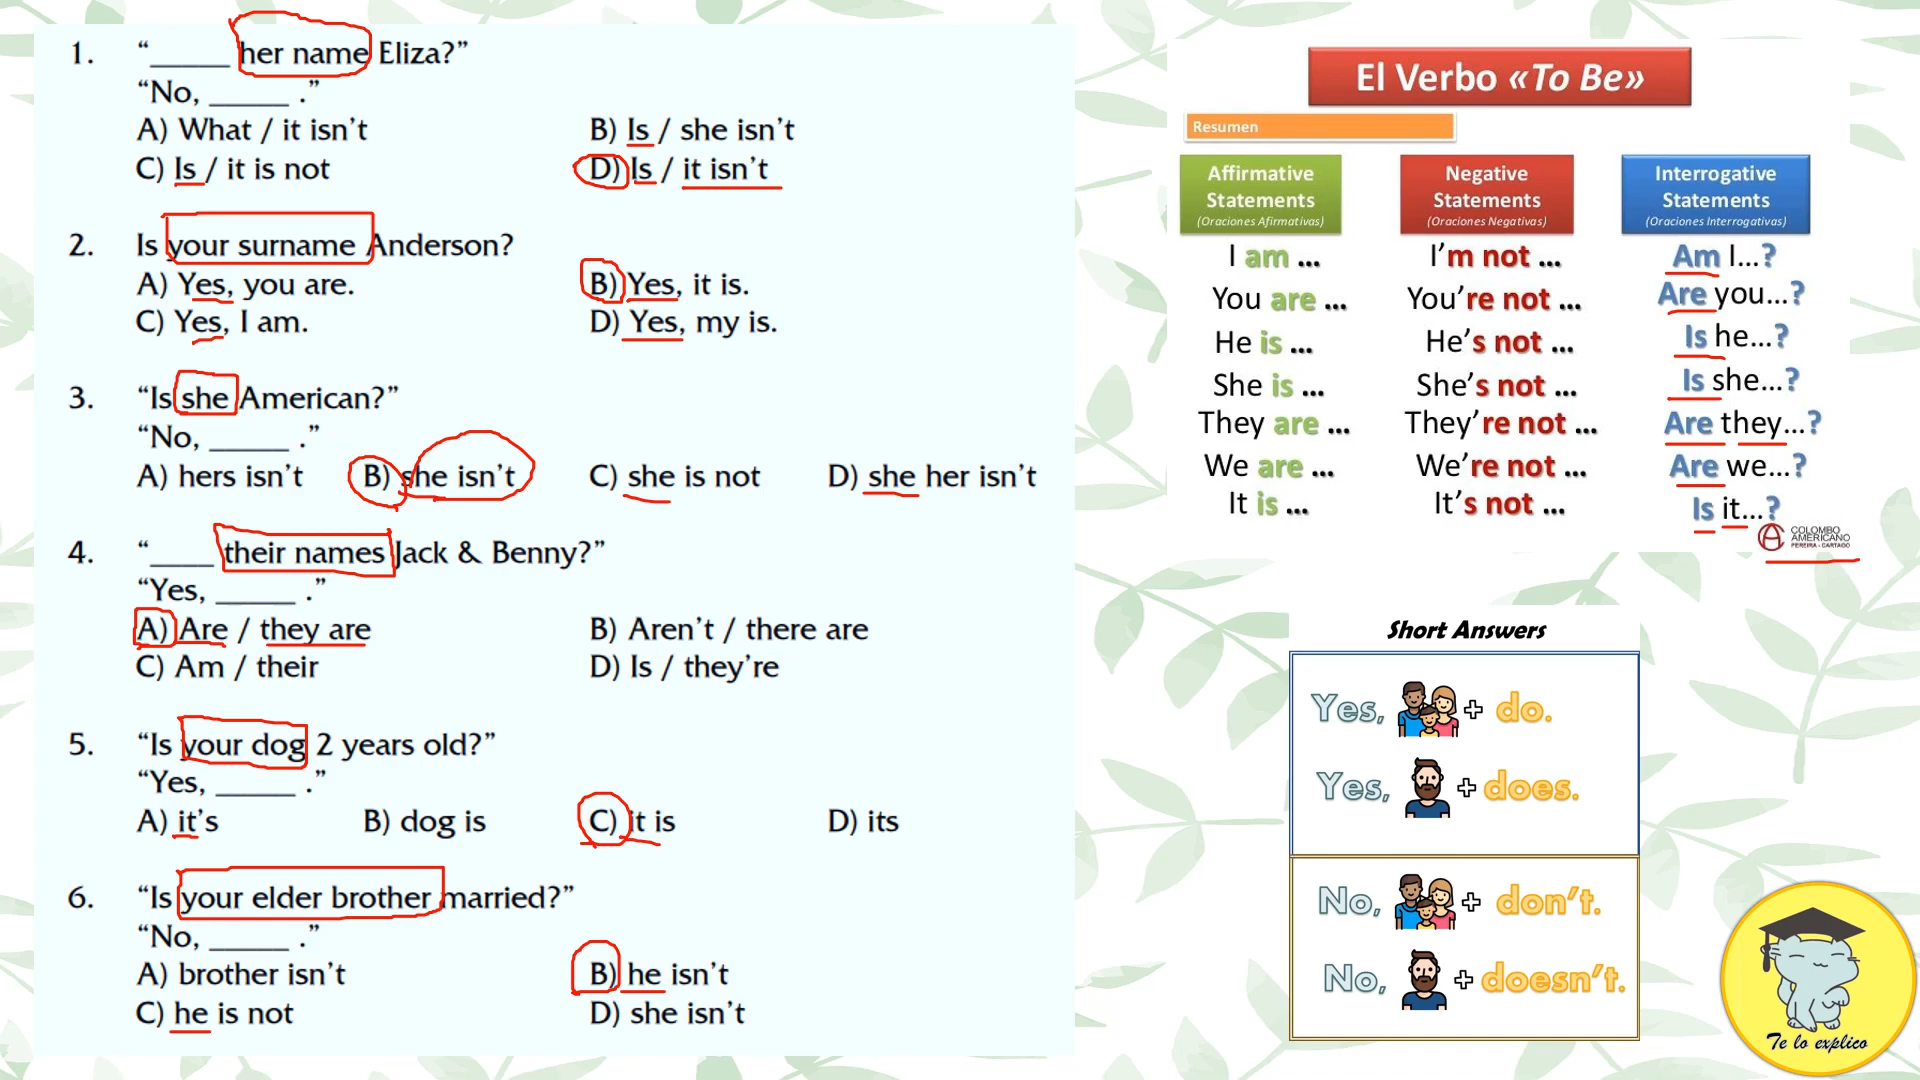 1. “_____ her name Eliza?”
“No, _____ .”
A) What / it isn’t B) Is / she isn’t
C) Is / it is not D) Is / it isn’t
2. Is your surname Anderson?
A) Yes, you are. B) Yes, it is.
C) Yes, I am. D) Yes, my is.
3. “Is she American?”
“No, _____ .”
A) hers isn’t B) she isn’t C) she is not D) she her isn’t
4. “____ their names Jack & Benny?”
“Yes, _____ .”
A) Are / they are B) Aren’t / there are
C) Am / their D) Is / they’re
5. “Is your dog 2 years old?”
“Yes, _____ .”
A) it’s B) dog is C) it is D) its
6. “Is your elder brother married?”
“No, _____ .”
A) brother isn’t B) he isn’t
C) he is not D) she isn’t
El Verbo «To Be»
Resumen
Affirmative
Statements
(Oraciones Afirmativas)
I am ...
You are ...
He is ...
She is ...
They are ...
We are ...
It is ...
Negative
Statements
(Oraciones Negativas)
I’m not ...
You’re not ...
He’s not ...
She’s not ...
They’re not ...
We’re not ...
It’s not ...
Interrogative
Statements
(Oraciones Interrogativas)
Am I...?
Are you...?
Is he...?
Is she...?
Are they...?
Are we...?
Is it...?
COLOMBO
AMERICANO
PEREIRA - CARTAGO
Short Answers
Yes, + do.
Yes, + does.
No, + don’t.
No, + doesn’t.
Te lo explico